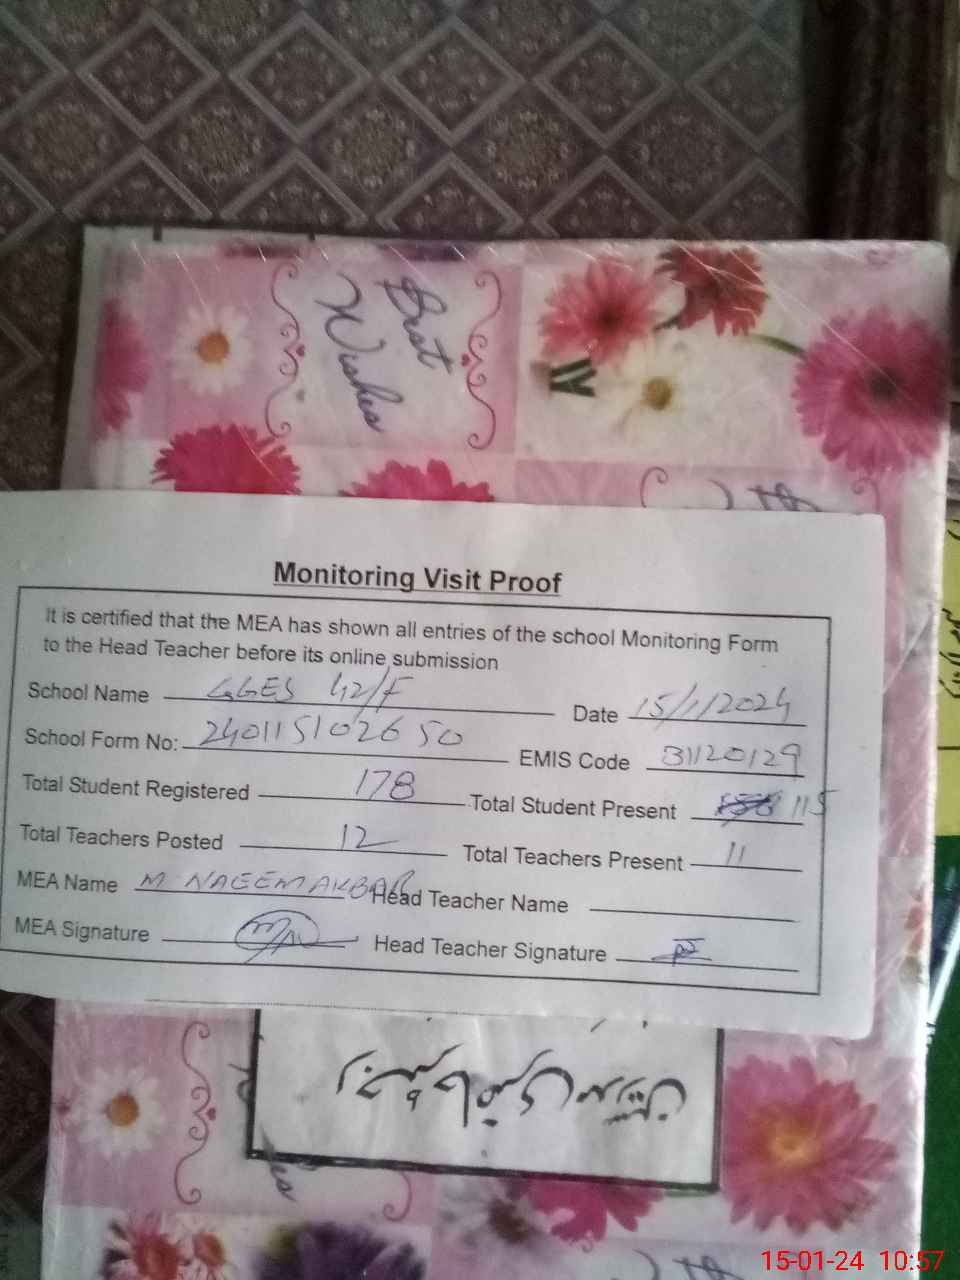 Best
Wishes
Monitoring Visit Proof
It is certified that the MEA has shown all entries of the school Monitoring Form
to the Head Teacher before its online submission
School Name GGES 42/F Date 15/1/2024
School Form No: 240115102650 EMIS Code 31120129
Total Student Registered 178 Total Student Present 115
Total Teachers Posted 12 Total Teachers Present 11
MEA Name M NAEEM AKBAR Head Teacher Name
MEA Signature Head Teacher Signature
15-01-24 10:57